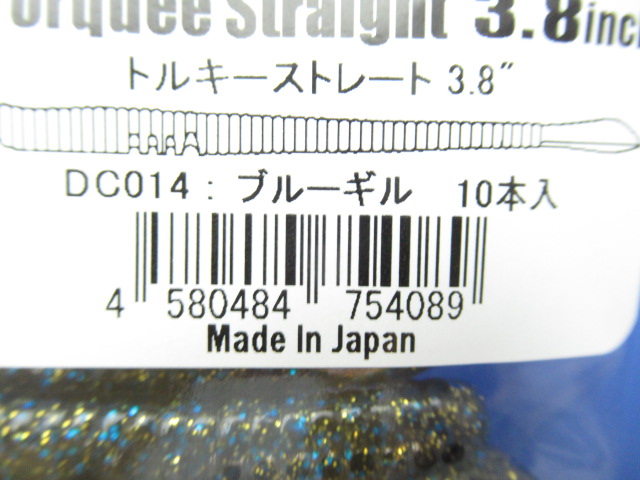 orquee Straight 3.8inch
トルキーストレート 3.8"
DC014: ブルーギル 10本入
4 580484 754089
Made In Japan